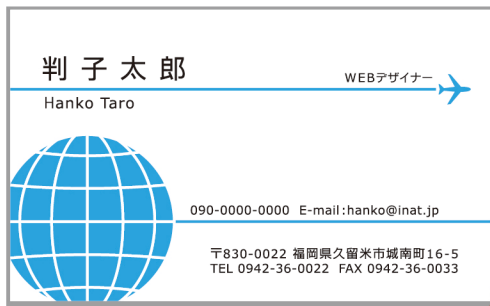 判子太郎
WEBデザイナー
Hanko Taro
090-0000-0000 E-mail:hanko@inat.jp
〒830-0022 福岡県久留米市城南町16-5
TEL 0942-36-0022 FAX 0942-36-0033